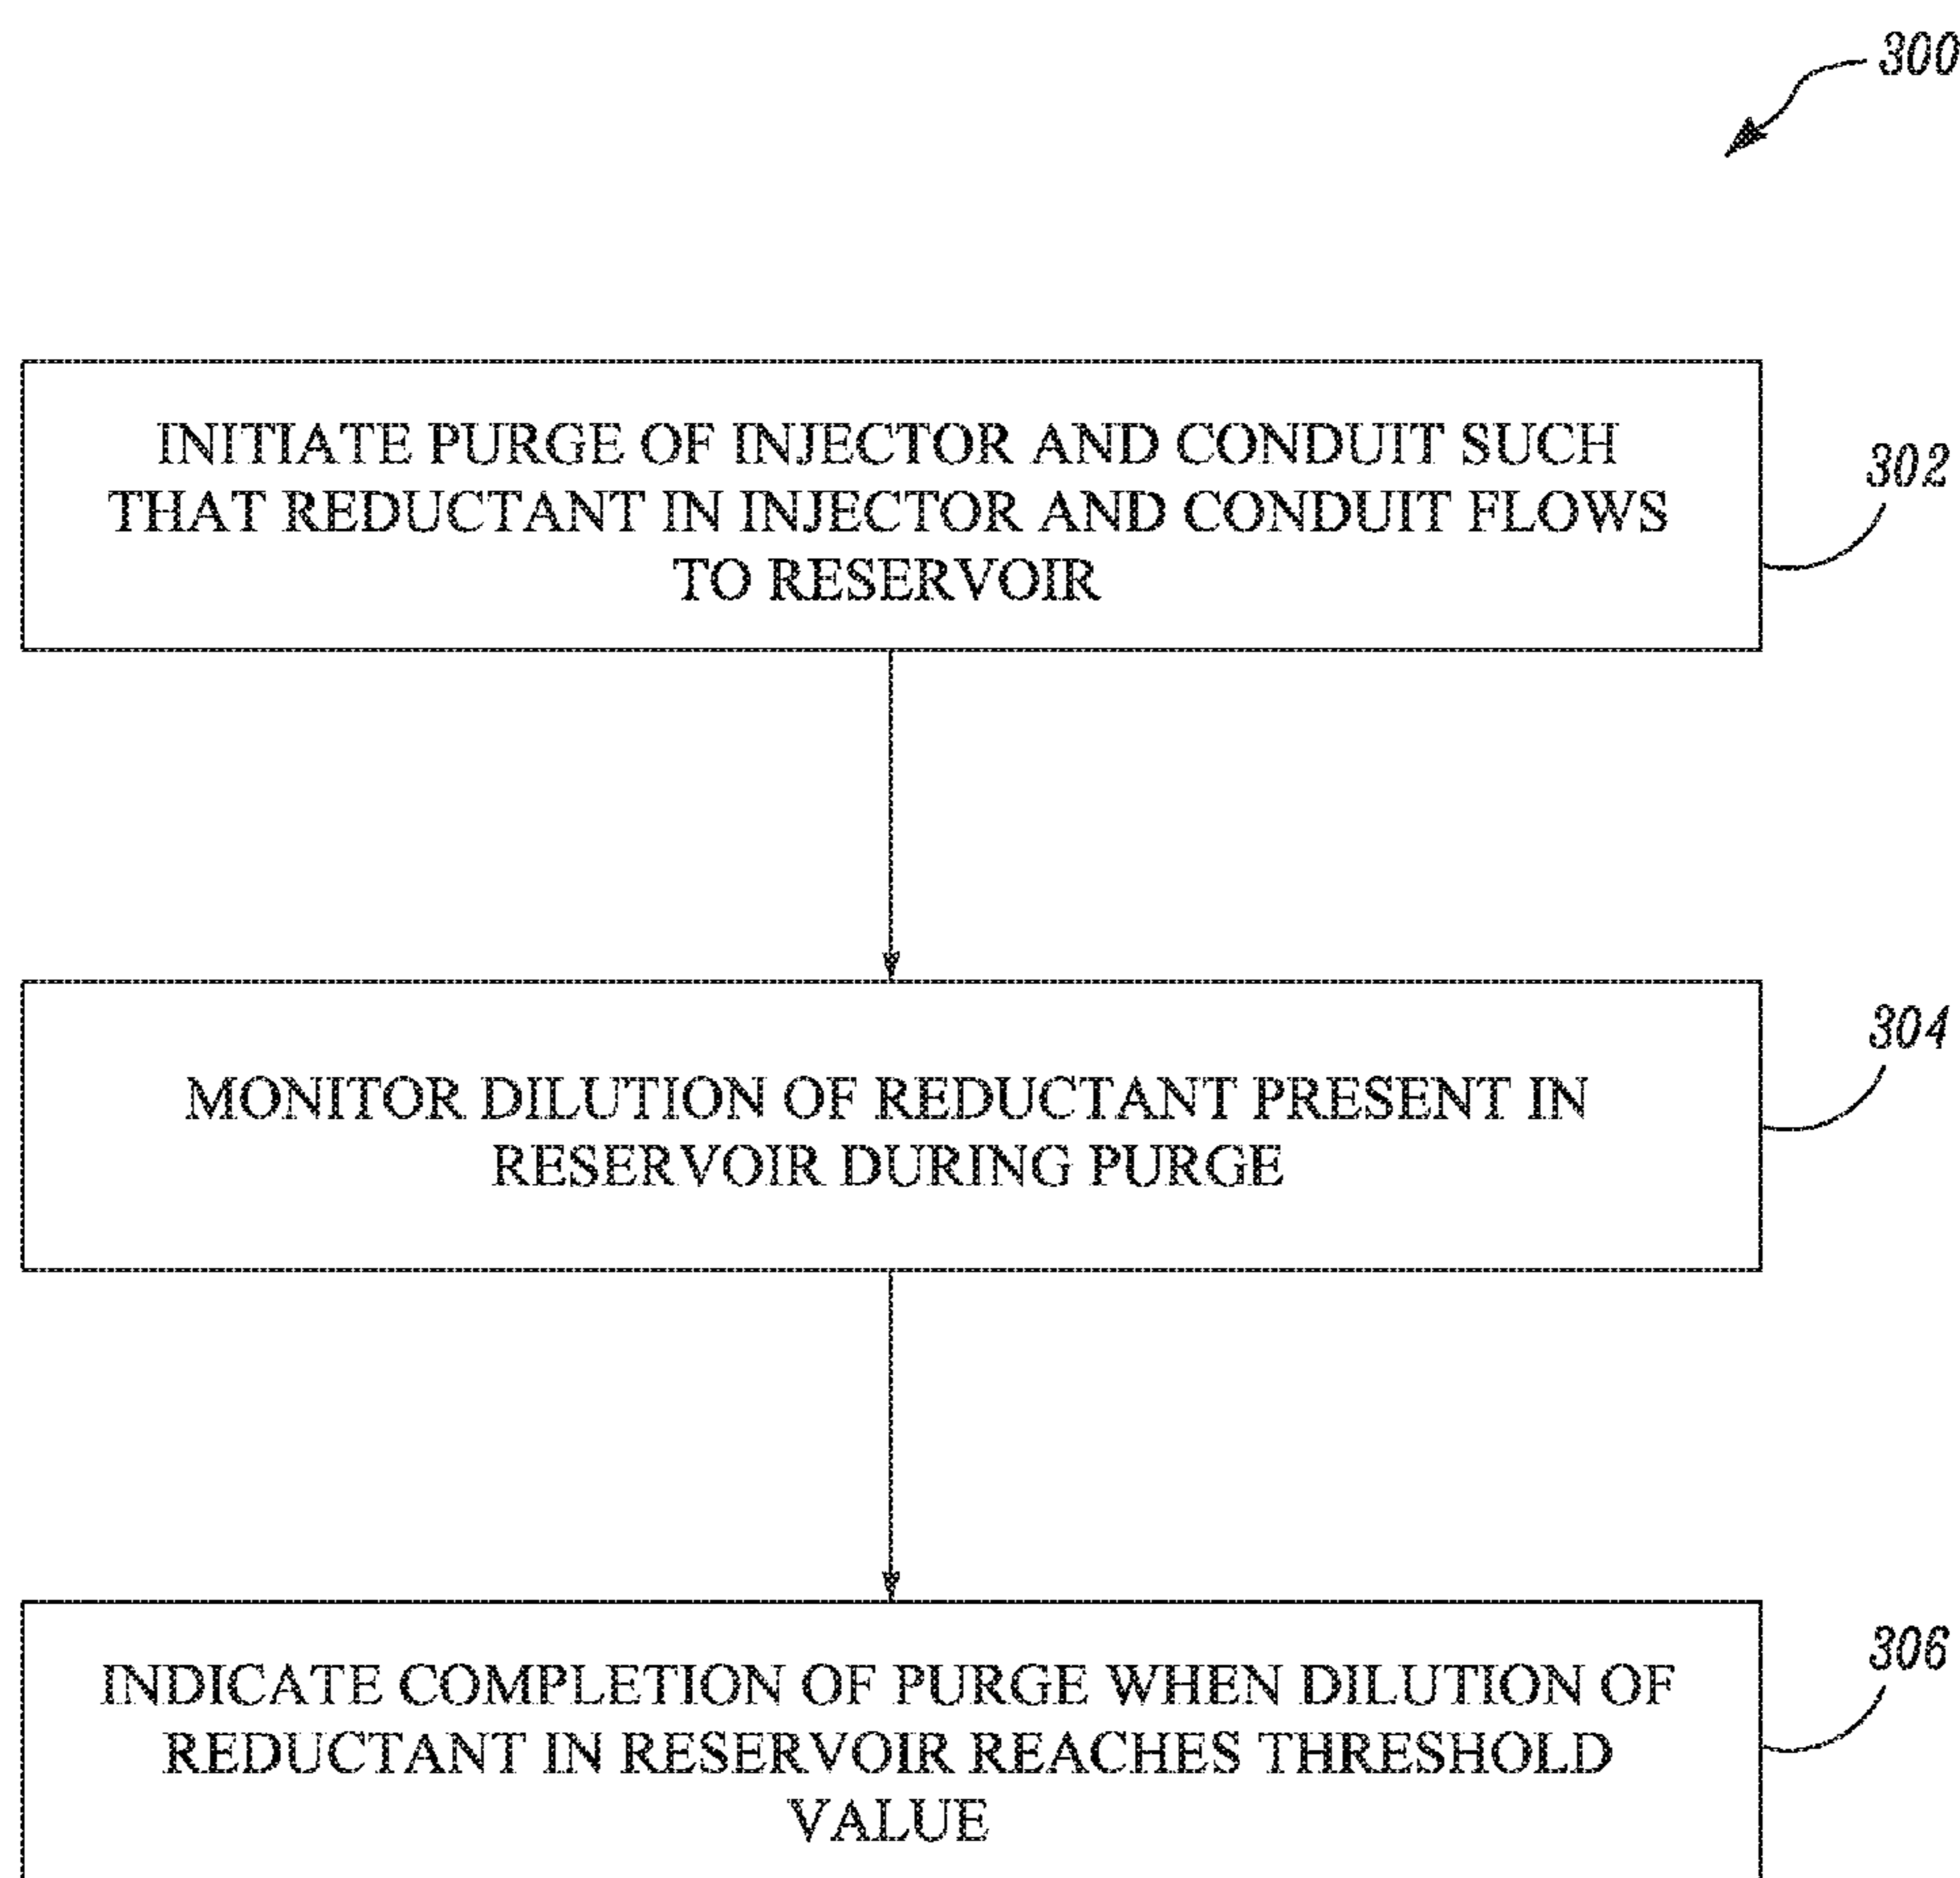 300
INITIATE PURGE OF INJECTOR AND CONDUIT SUCH
THAT REDUCTANT IN INJECTOR AND CONDUIT FLOWS
TO RESERVOIR
302
MONITOR DILUTION OF REDUCTANT PRESENT IN
RESERVOIR DURING PURGE
304
INDICATE COMPLETION OF PURGE WHEN DILUTION OF
REDUCTANT IN RESERVOIR REACHES THRESHOLD
VALUE
306